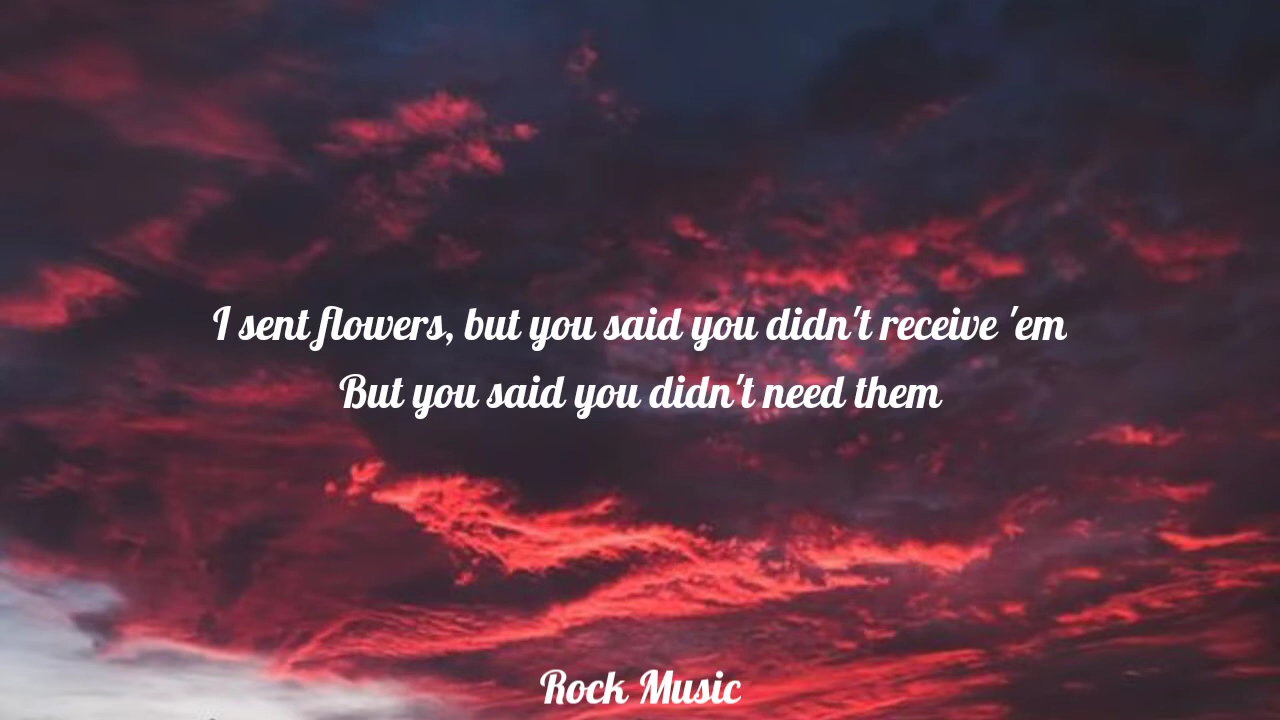 I sent flowers, but you said you didn't receive 'em
But you said you didn't need them
Rock Music